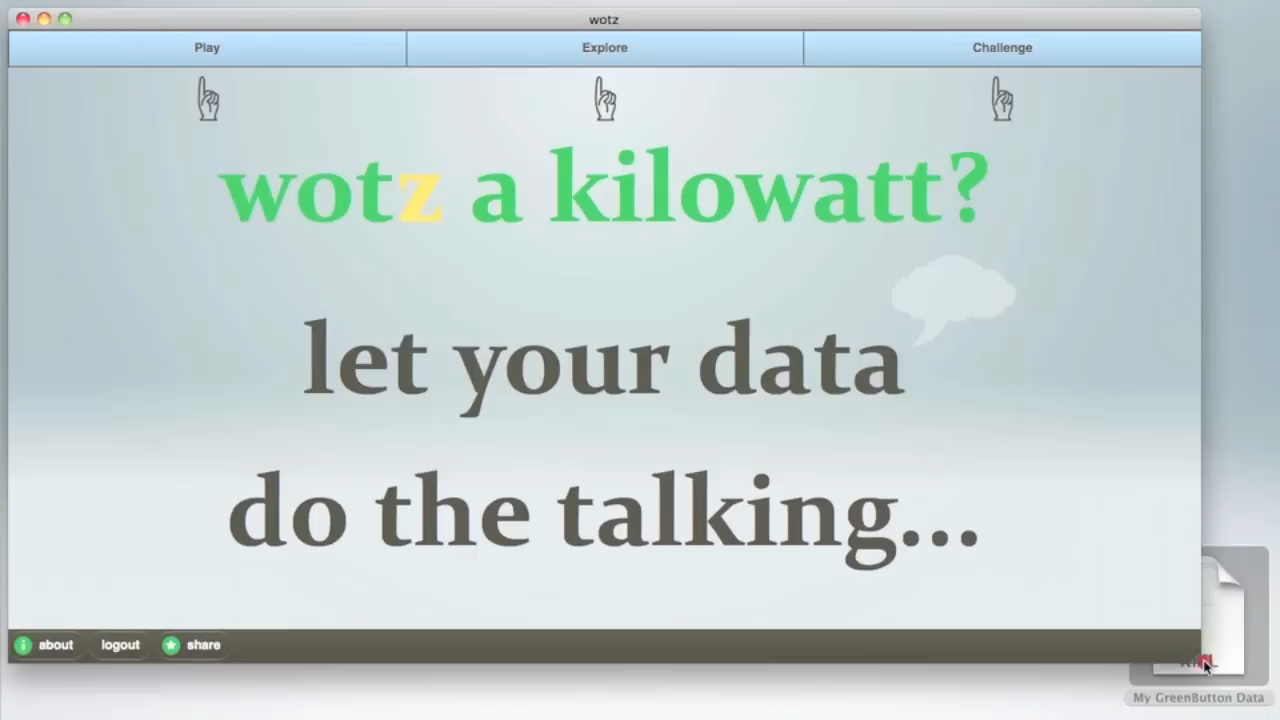 wotz
Play
Explore
Challenge
wotz a kilowatt?
let your data
do the talking...
about
logout
share
My GreenButton Data